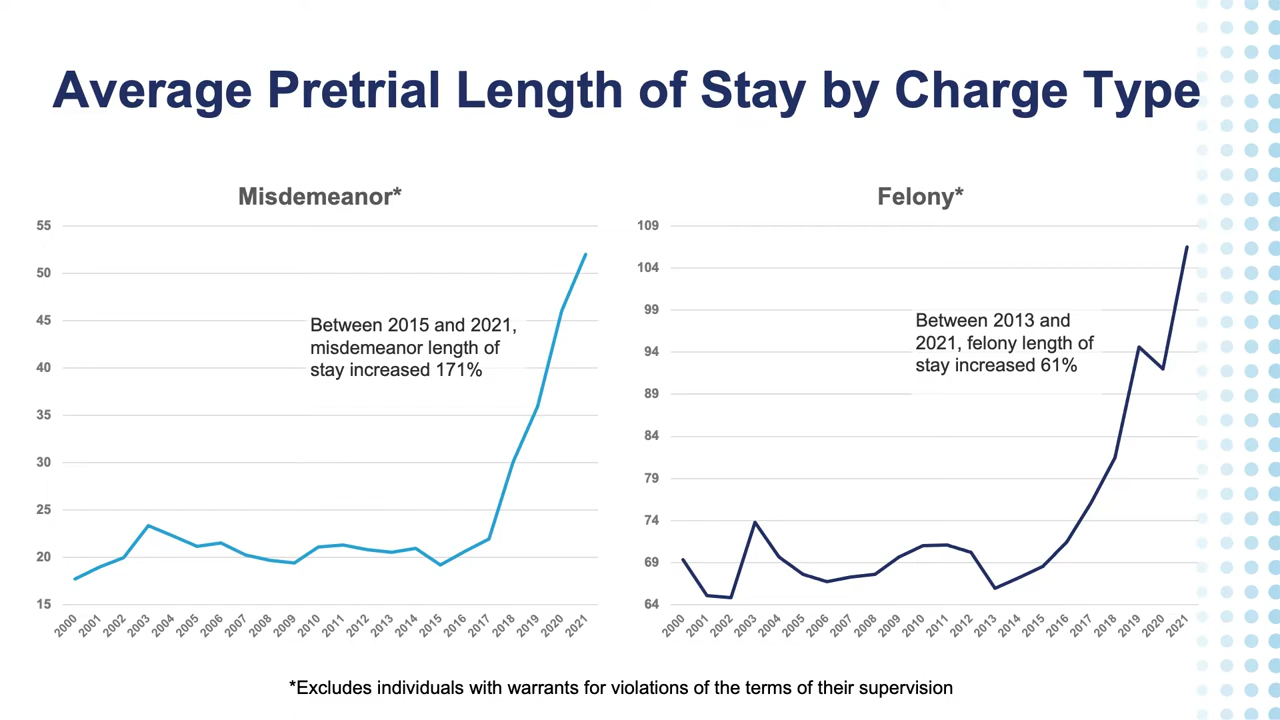 Average Pretrial Length of Stay by Charge Type
Misdemeanor*
55
50
45
40
35
30
25
20
15
Between 2015 and 2021,
misdemeanor length of
stay increased 171%
2000 2001 2002 2003 2004 2005 2006 2007 2008 2009 2010 2011 2012 2013 2014 2015 2016 2017 2018 2019 2020 2021
Felony*
109
104
99
94
89
84
79
74
69
64
Between 2013 and
2021, felony length of
stay increased 61%
2000 2001 2002 2003 2004 2005 2006 2007 2008 2009 2010 2011 2012 2013 2014 2015 2016 2017 2018 2019 2020 2021
*Excludes individuals with warrants for violations of the terms of their supervision